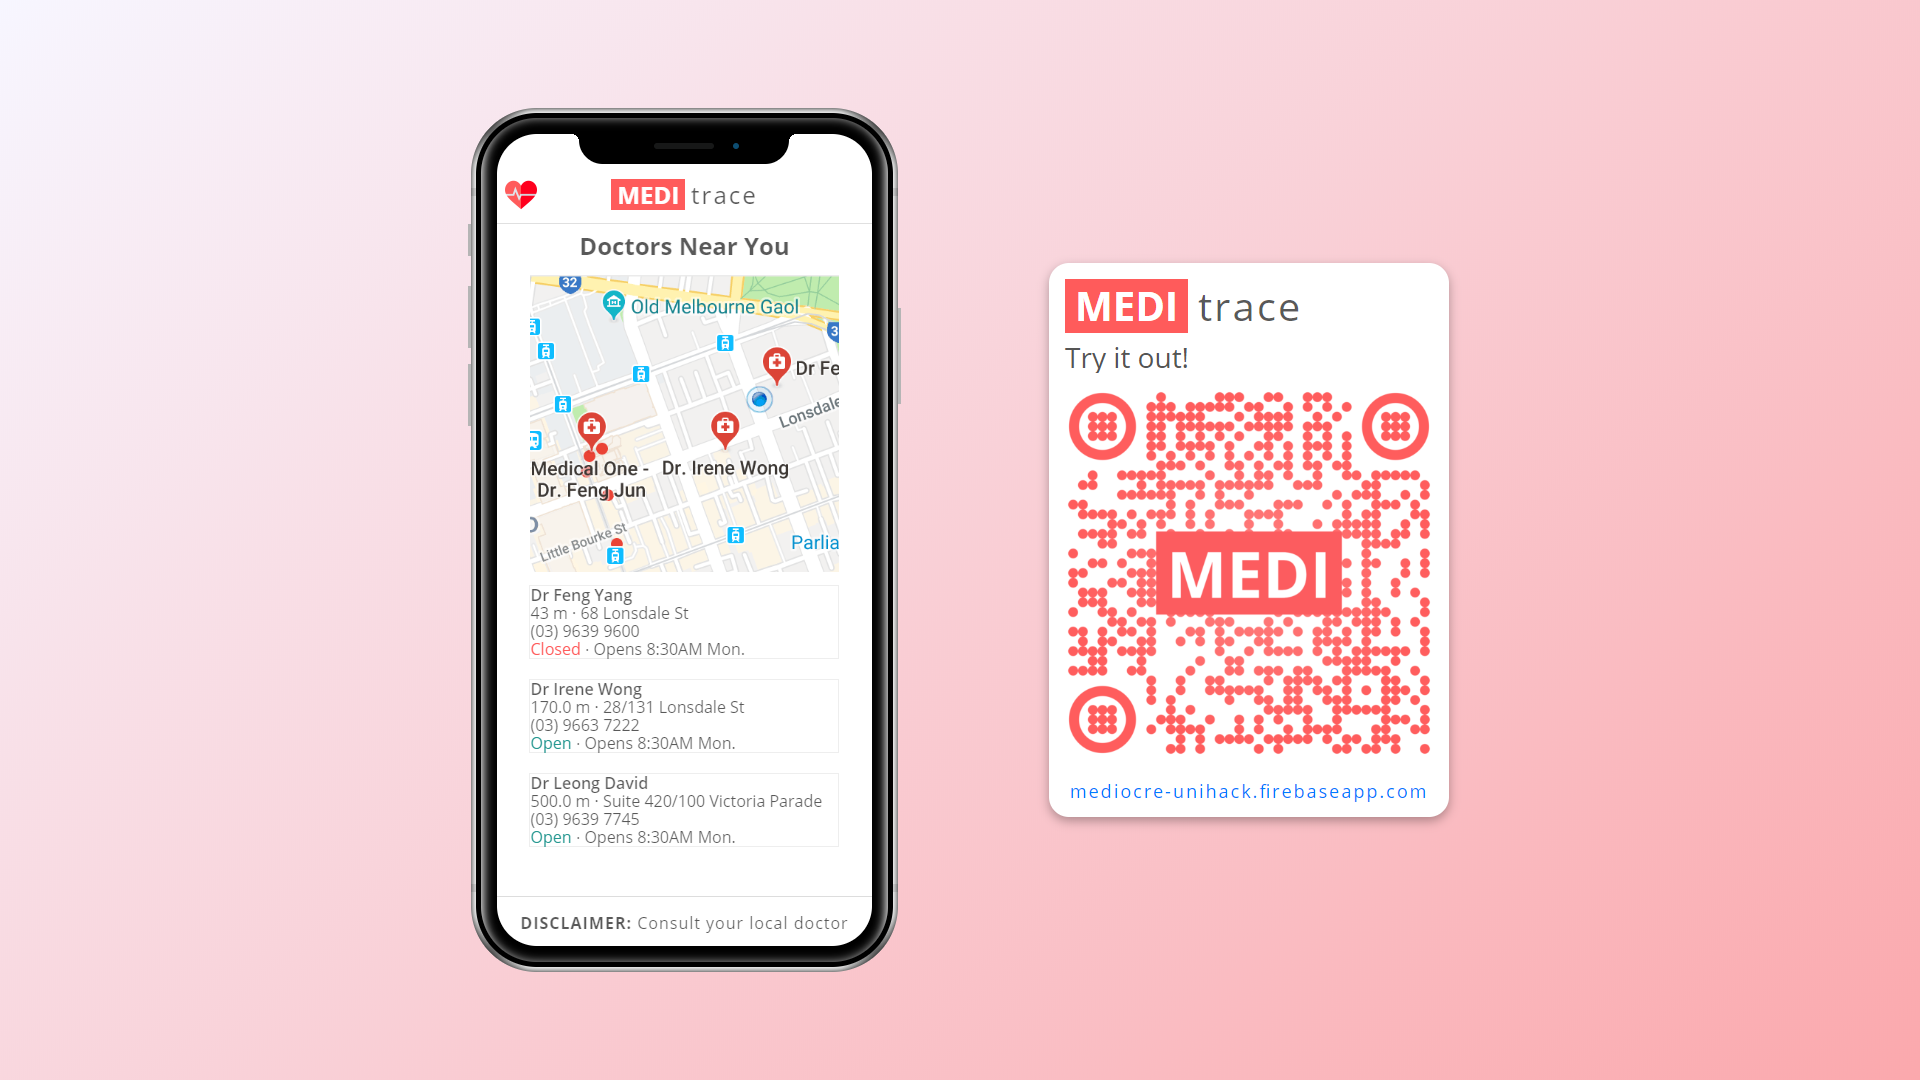 MEDI trace
Doctors Near You
32
Old Melbourne Gaol
3
Dr Fe
Lonsdale
Medical One -
Dr. Feng Jun
Dr. Irene Wong
Little Bourke St
Parlia
Dr Feng Yang
43 m · 68 Lonsdale St
(03) 9639 9600
Closed · Opens 8:30AM Mon.
Dr Irene Wong
170.0 m · 28/131 Lonsdale St
(03) 9663 7222
Open · Opens 8:30AM Mon.
Dr Leong David
500.0 m · Suite 420/100 Victoria Parade
(03) 9639 7745
Open · Opens 8:30AM Mon.
DISCLAIMER: Consult your local doctor
MEDI trace
Try it out!
MEDI
mediocre-unihack.firebaseapp.com